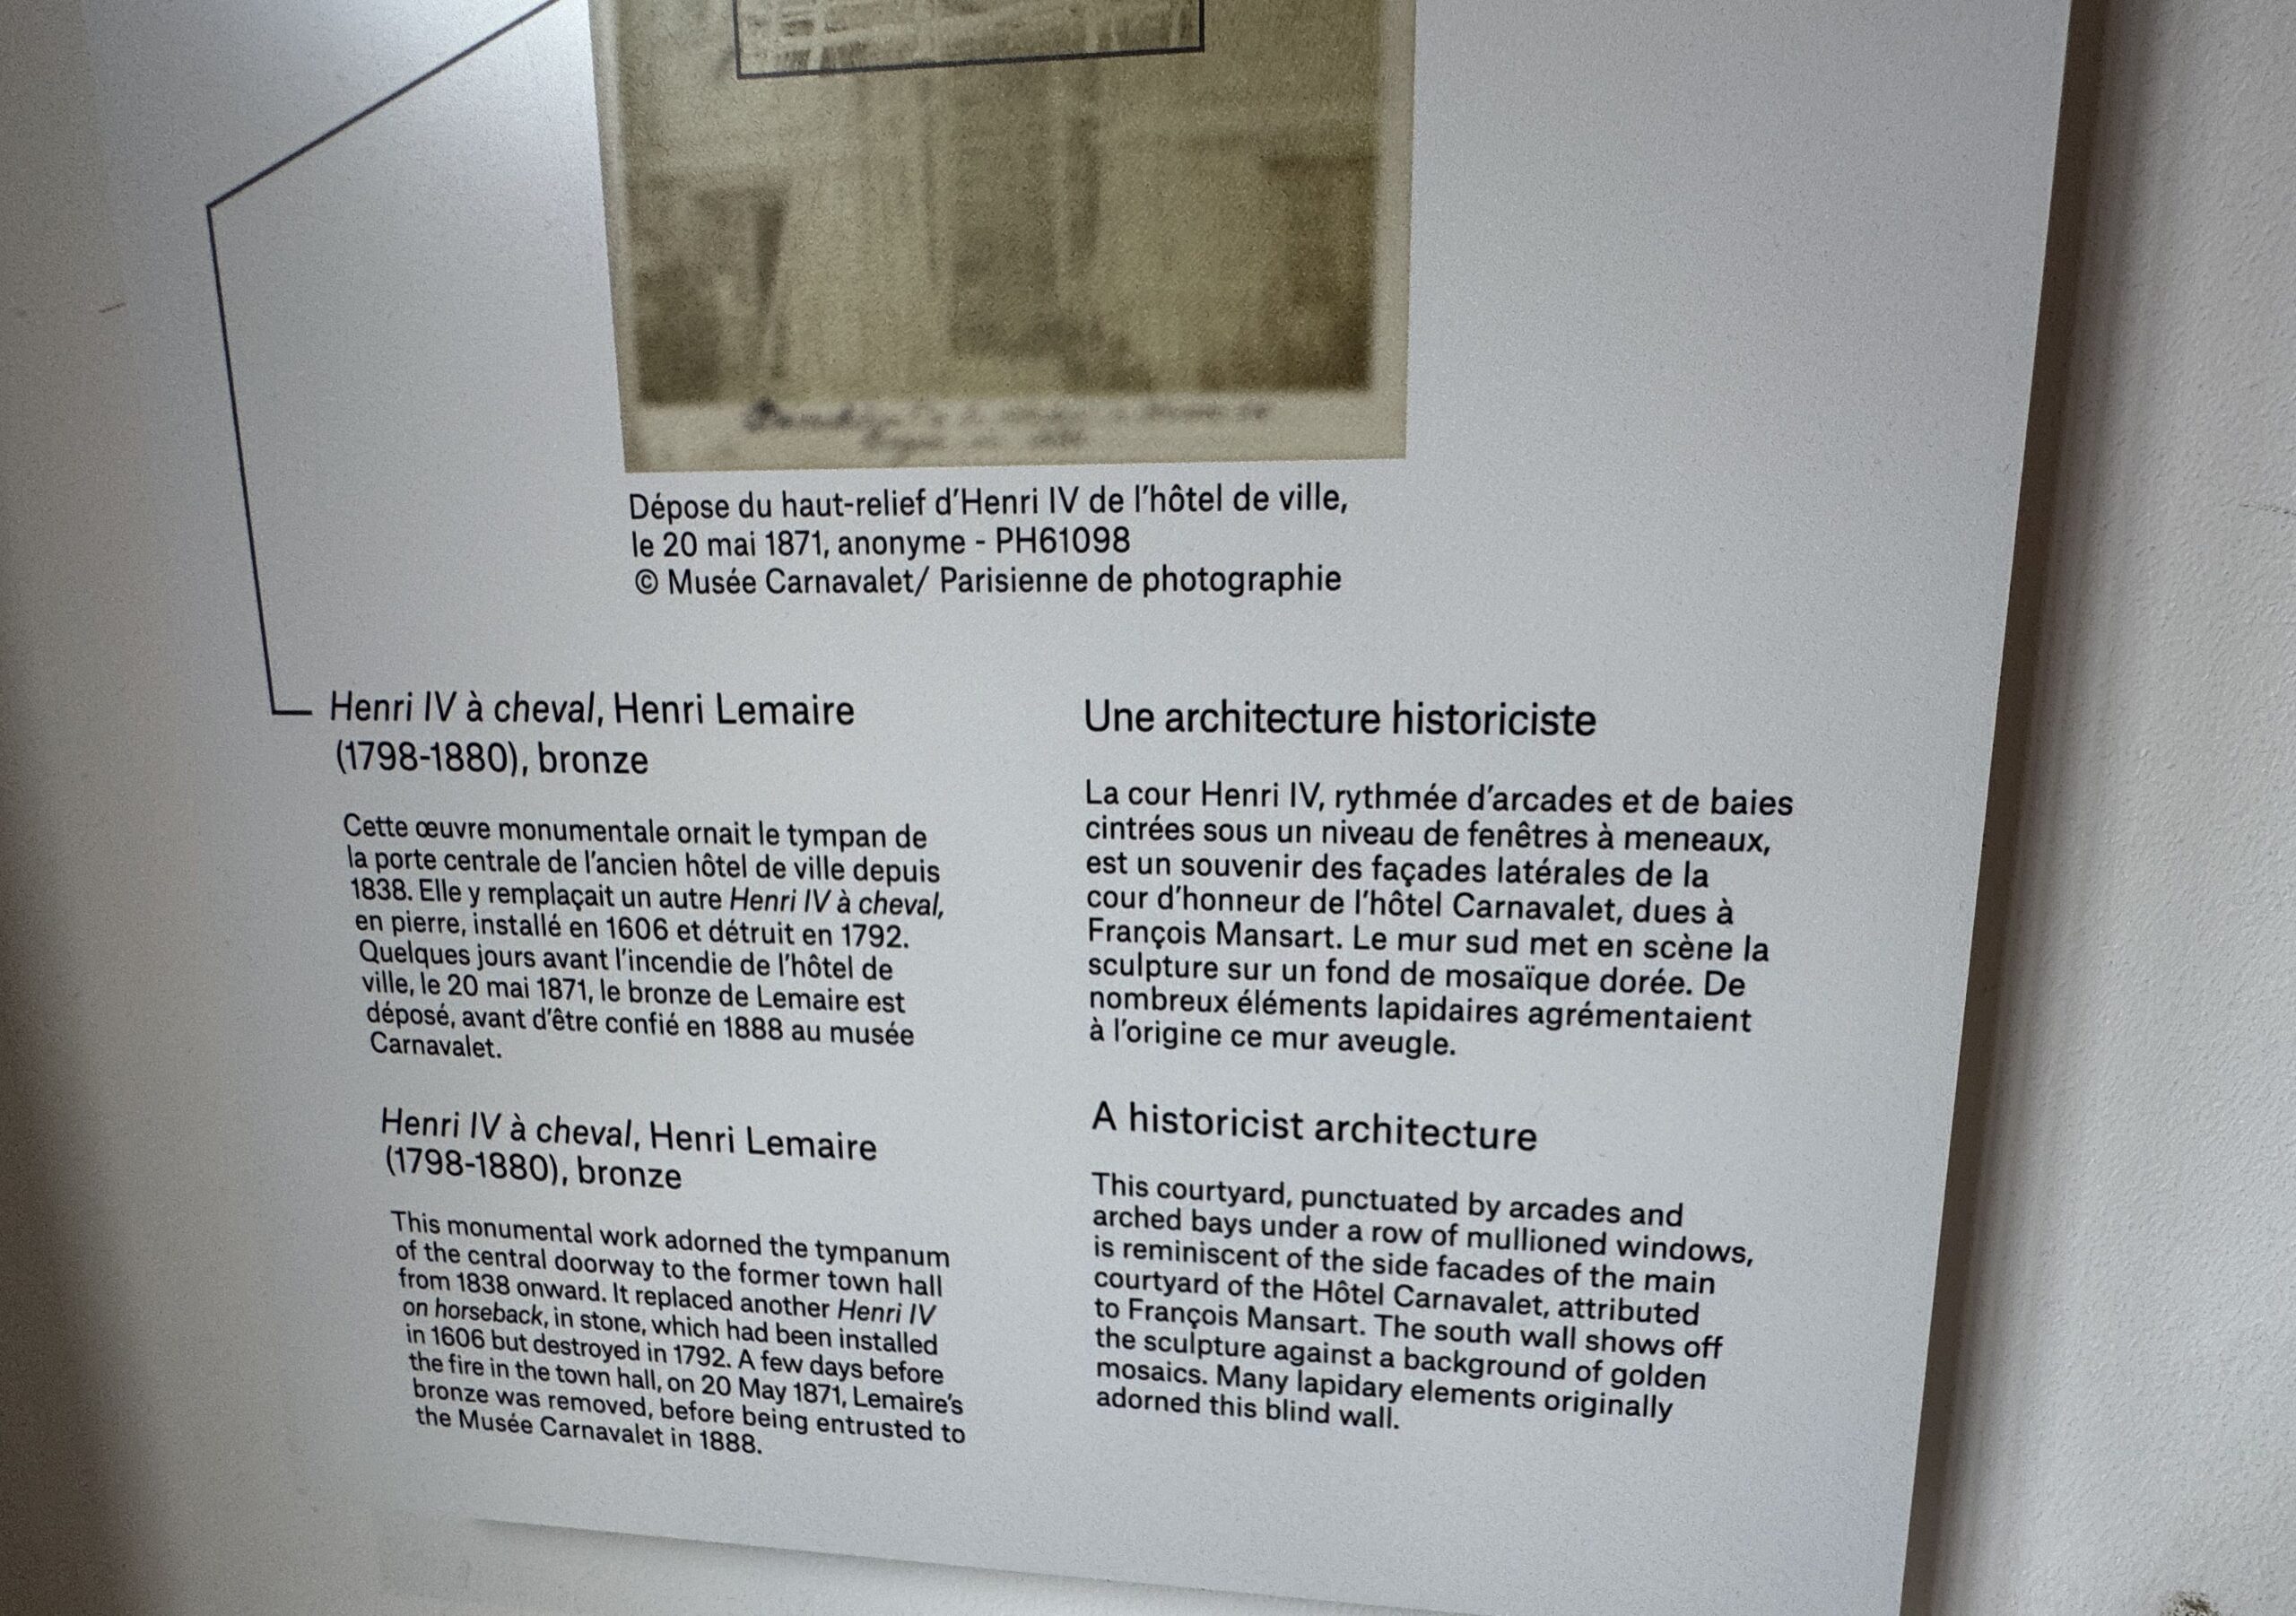 Dépose du haut-relief d'Henri IV de l'hôtel de ville,
le 20 mai 1871, anonyme - PH61098
© Musée Carnavalet/ Parisienne de photographie
Henri IV à cheval, Henri Lemaire
(1798-1880), bronze
Cette œuvre monumentale ornait le tympan de
la porte centrale de l'ancien hôtel de ville depuis
1838. Elle y remplaçait un autre Henri IV à cheval,
en pierre, installé en 1606 et détruit en 1792.
Quelques jours avant l'incendie de l'hôtel de
ville, le 20 mai 1871, le bronze de Lemaire est
déposé, avant d'être confié en 1888 au musée
Carnavalet.
Henri IV à cheval, Henri Lemaire
(1798-1880), bronze
This monumental work adorned the tympanum
of the central doorway to the former town hall
from 1838 onward. It replaced another Henri IV
on horseback, in stone, which had been installed
in 1606 but destroyed in 1792. A few days before
the fire in the town hall, on 20 May 1871, Lemaire's
bronze was removed, before being entrusted to
the Musée Carnavalet in 1888.
Une architecture historiciste
La cour Henri IV, rythmée d'arcades et de baies
cintrées sous un niveau de fenêtres à meneaux,
est un souvenir des façades latérales de la
cour d'honneur de l'hôtel Carnavalet, dues à
François Mansart. Le mur sud met en scène la
sculpture sur un fond de mosaïque dorée. De
nombreux éléments lapidaires agrémentaient
à l'origine ce mur aveugle.
A historicist architecture
This courtyard, punctuated by arcades and
arched bays under a row of mullioned windows,
is reminiscent of the side facades of the main
courtyard of the Hôtel Carnavalet, attributed
to François Mansart. The south wall shows off
the sculpture against a background of golden
mosaics. Many lapidary elements originally
adorned this blind wall.